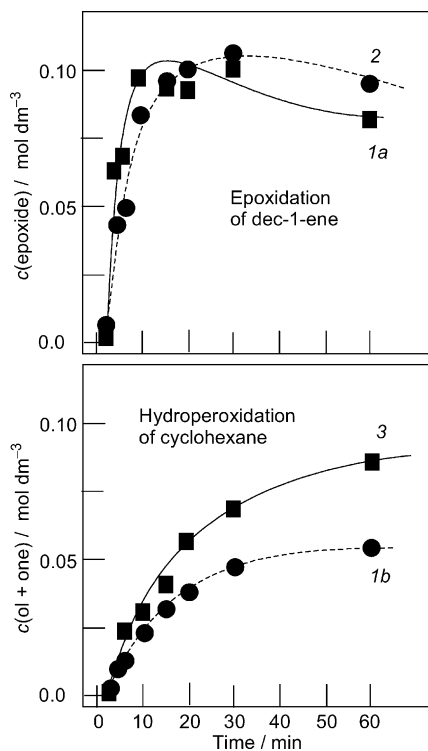 0.10
0.05
0.0
c(epoxide) / mol dm⁻³
2
1a
Epoxidation
of dec-1-ene
0.10
0.05
0.0
c(ol + one) / mol dm⁻³
Hydroperoxidation
of cyclohexane
3
1b
0 10 20 30 40 50 60
Time / min